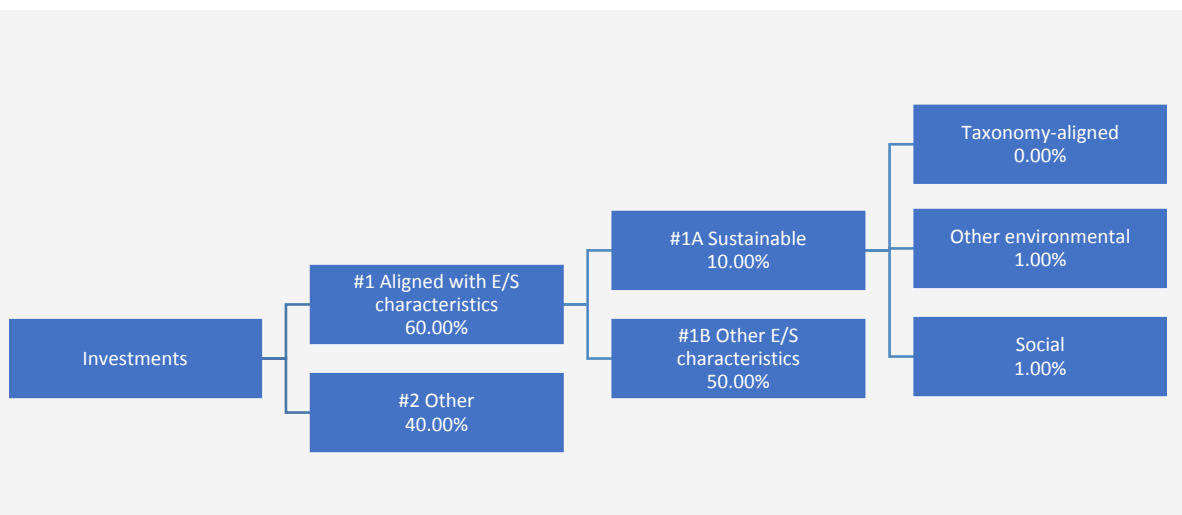 Investments
#1 Aligned with E/S
characteristics
60.00%
#2 Other
40.00%
#1A Sustainable
10.00%
#1B Other E/S
characteristics
50.00%
Taxonomy-aligned
0.00%
Other environmental
1.00%
Social
1.00%